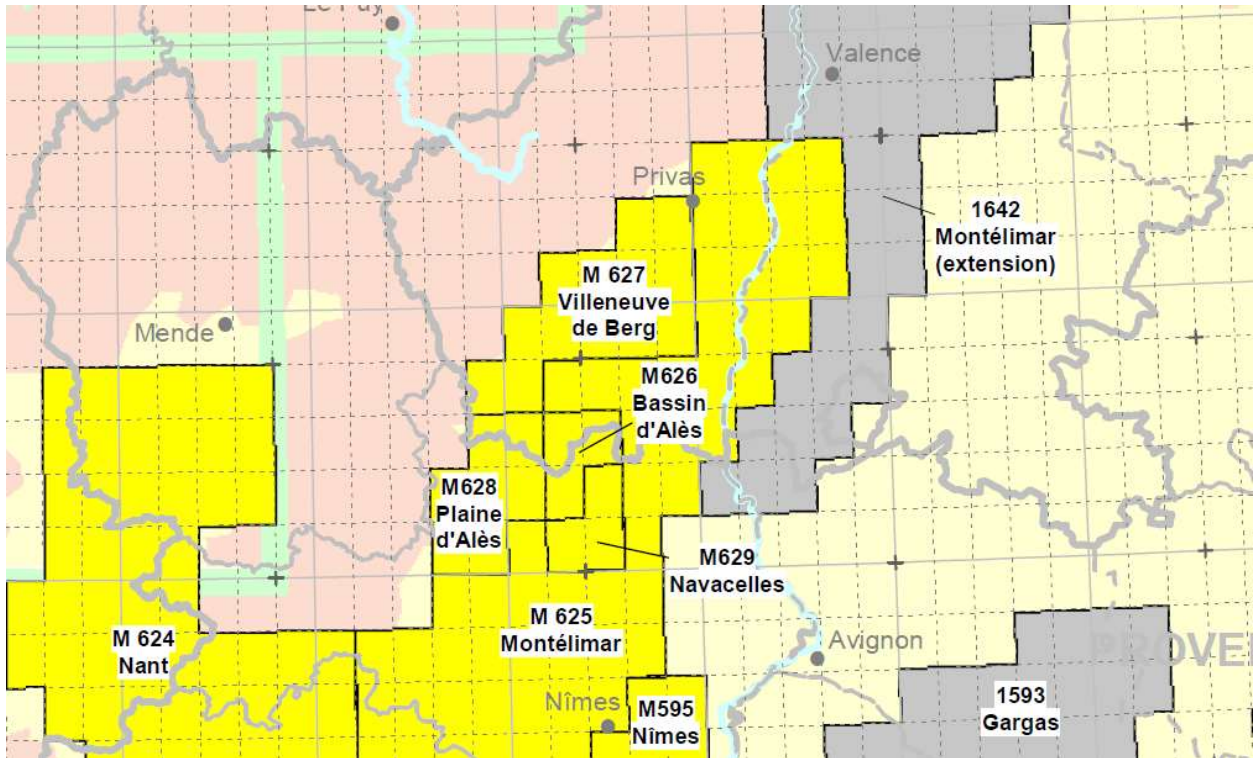 Le Puy
Valence
Privas
1642
Montélimar
(extension)
M 627
Villeneuve
de Berg
Mende
M626
Bassin
d'Alès
M628
Plaine
d'Alès
M629
Navacelles
M 624
Nant
M 625
Montélimar
Avignon
PROVE
Nîmes
M595
Nîmes
1593
Gargas